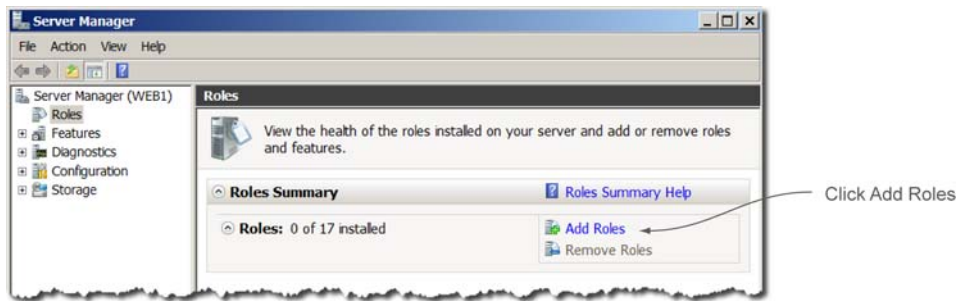 Server Manager
File Action View Help
Server Manager (WEB1)
Roles
Features
Diagnostics
Configuration
Storage
Roles
View the health of the roles installed on your server and add or remove roles
and features.
Roles Summary
Roles Summary Help
Roles: 0 of 17 installed
Add Roles
Remove Roles
Click Add Roles